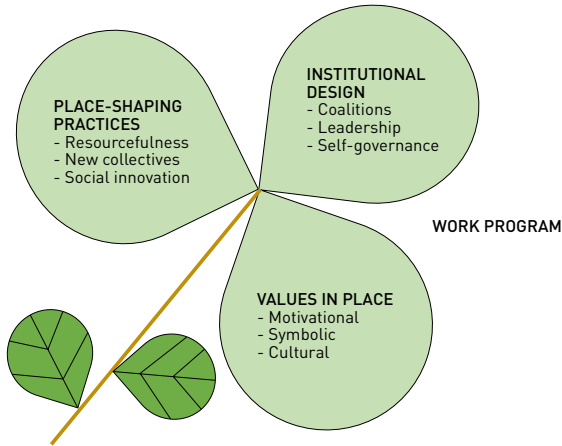 PLACE-SHAPING
PRACTICES
- Resourcefulness
- New collectives
- Social innovation
INSTITUTIONAL
DESIGN
- Coalitions
- Leadership
- Self-governance
WORK PROGRAM
VALUES IN PLACE
- Motivational
- Symbolic
- Cultural